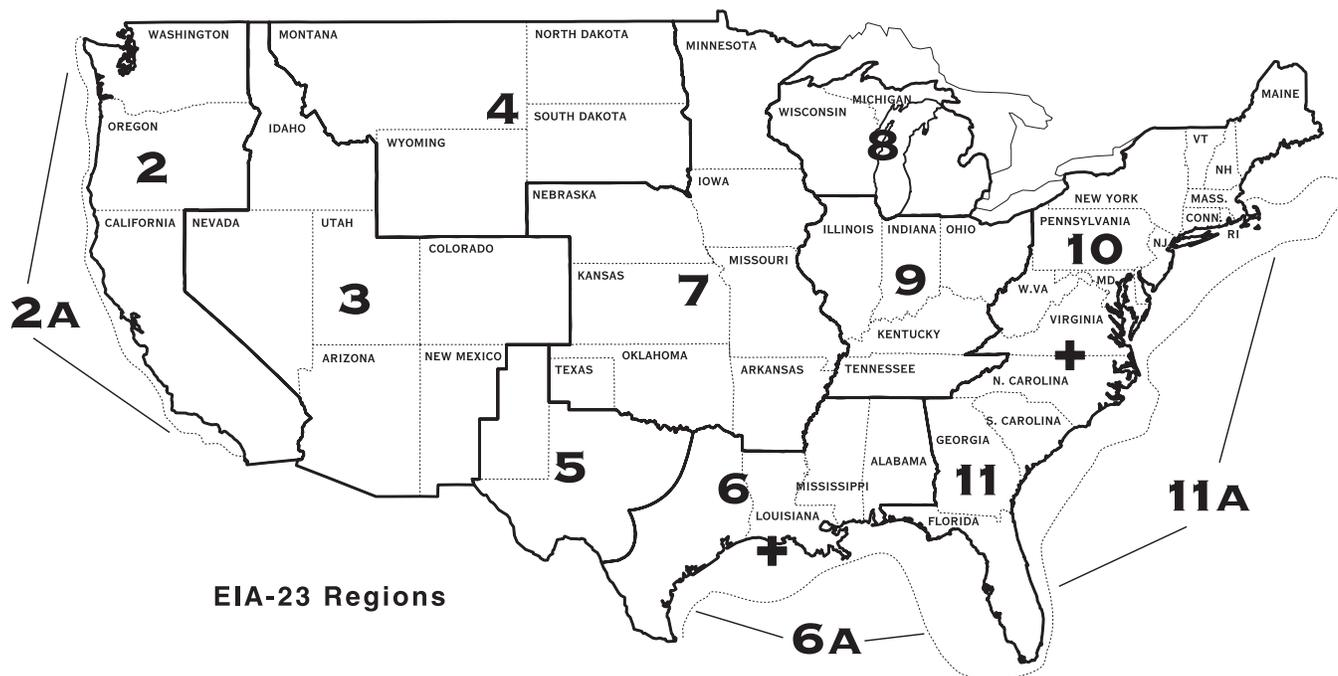 WASHINGTON
MONTANA
NORTH DAKOTA
MINNESOTA
MAINE
4
MICHIGAN
WISCONSIN
SOUTH DAKOTA
OREGON
IDAHO
WYOMING
8
VT
2
NH
IOWA
NEBRASKA
NEW YORK
MASS.
CALIFORNIA
NEVADA
UTAH
CONN.
PENNSYLVANIA
ILLINOIS
INDIANA
OHIO
RI
COLORADO
10
NJ
MISSOURI
KANSAS
9
MD.
W.VA
7
3
2A
VIRGINIA
KENTUCKY
ARIZONA
NEW MEXICO
OKLAHOMA
+
TEXAS
ARKANSAS
TENNESSEE
N. CAROLINA
S. CAROLINA
GEORGIA
ALABAMA
5
11
6
MISSISSIPPI
11A
LOUISIANA
FLORIDA
+
EIA-23 Regions
6A